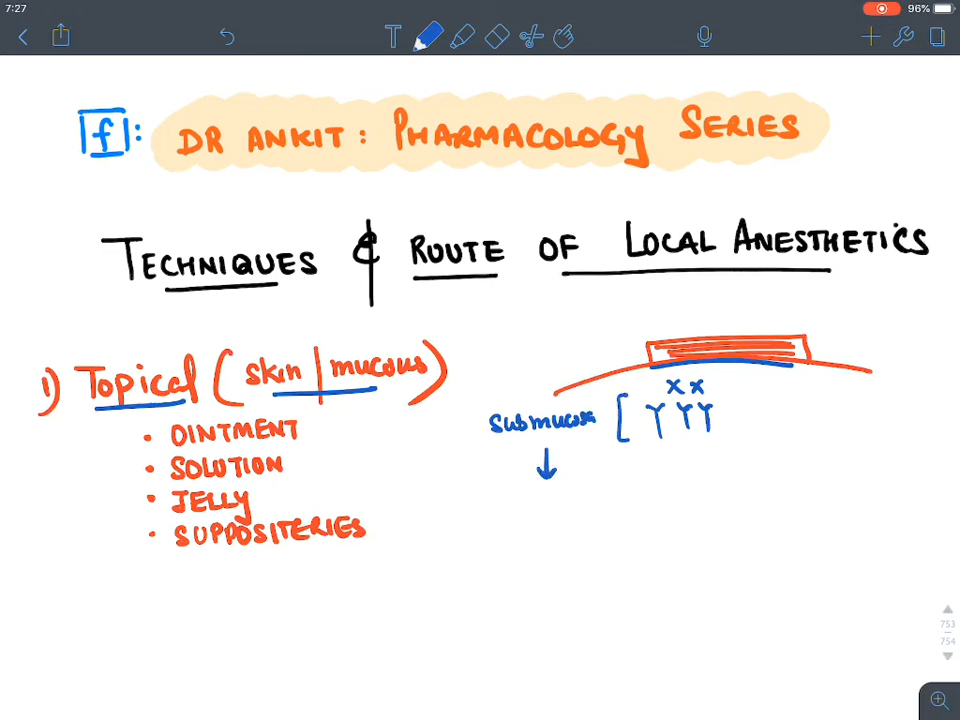 7:27
96%
T
f : DR ANKIT : PHARMACOLOGY SERIES
TECHNIQUES & ROUTE OF LOCAL ANESTHETICS
1) Topical ( skin | mucous )
• OINTMENT
• SOLUTION
• JELLY
• SUPPOSITERIES
x x
Submucosa [ Y Y Y
↓
753
754